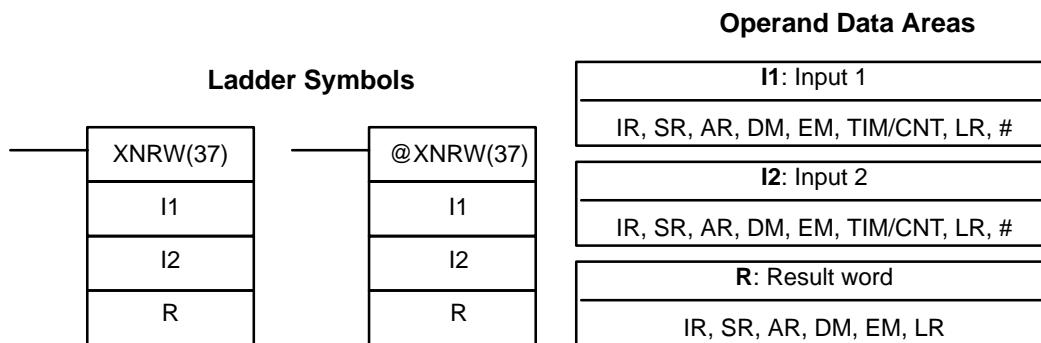 Operand Data Areas
Ladder Symbols
XNRW(37)
I1
I2
R
@XNRW(37)
I1
I2
R
I1: Input 1
IR, SR, AR, DM, EM, TIM/CNT, LR, #
I2: Input 2
IR, SR, AR, DM, EM, TIM/CNT, LR, #
R: Result word
IR, SR, AR, DM, EM, LR